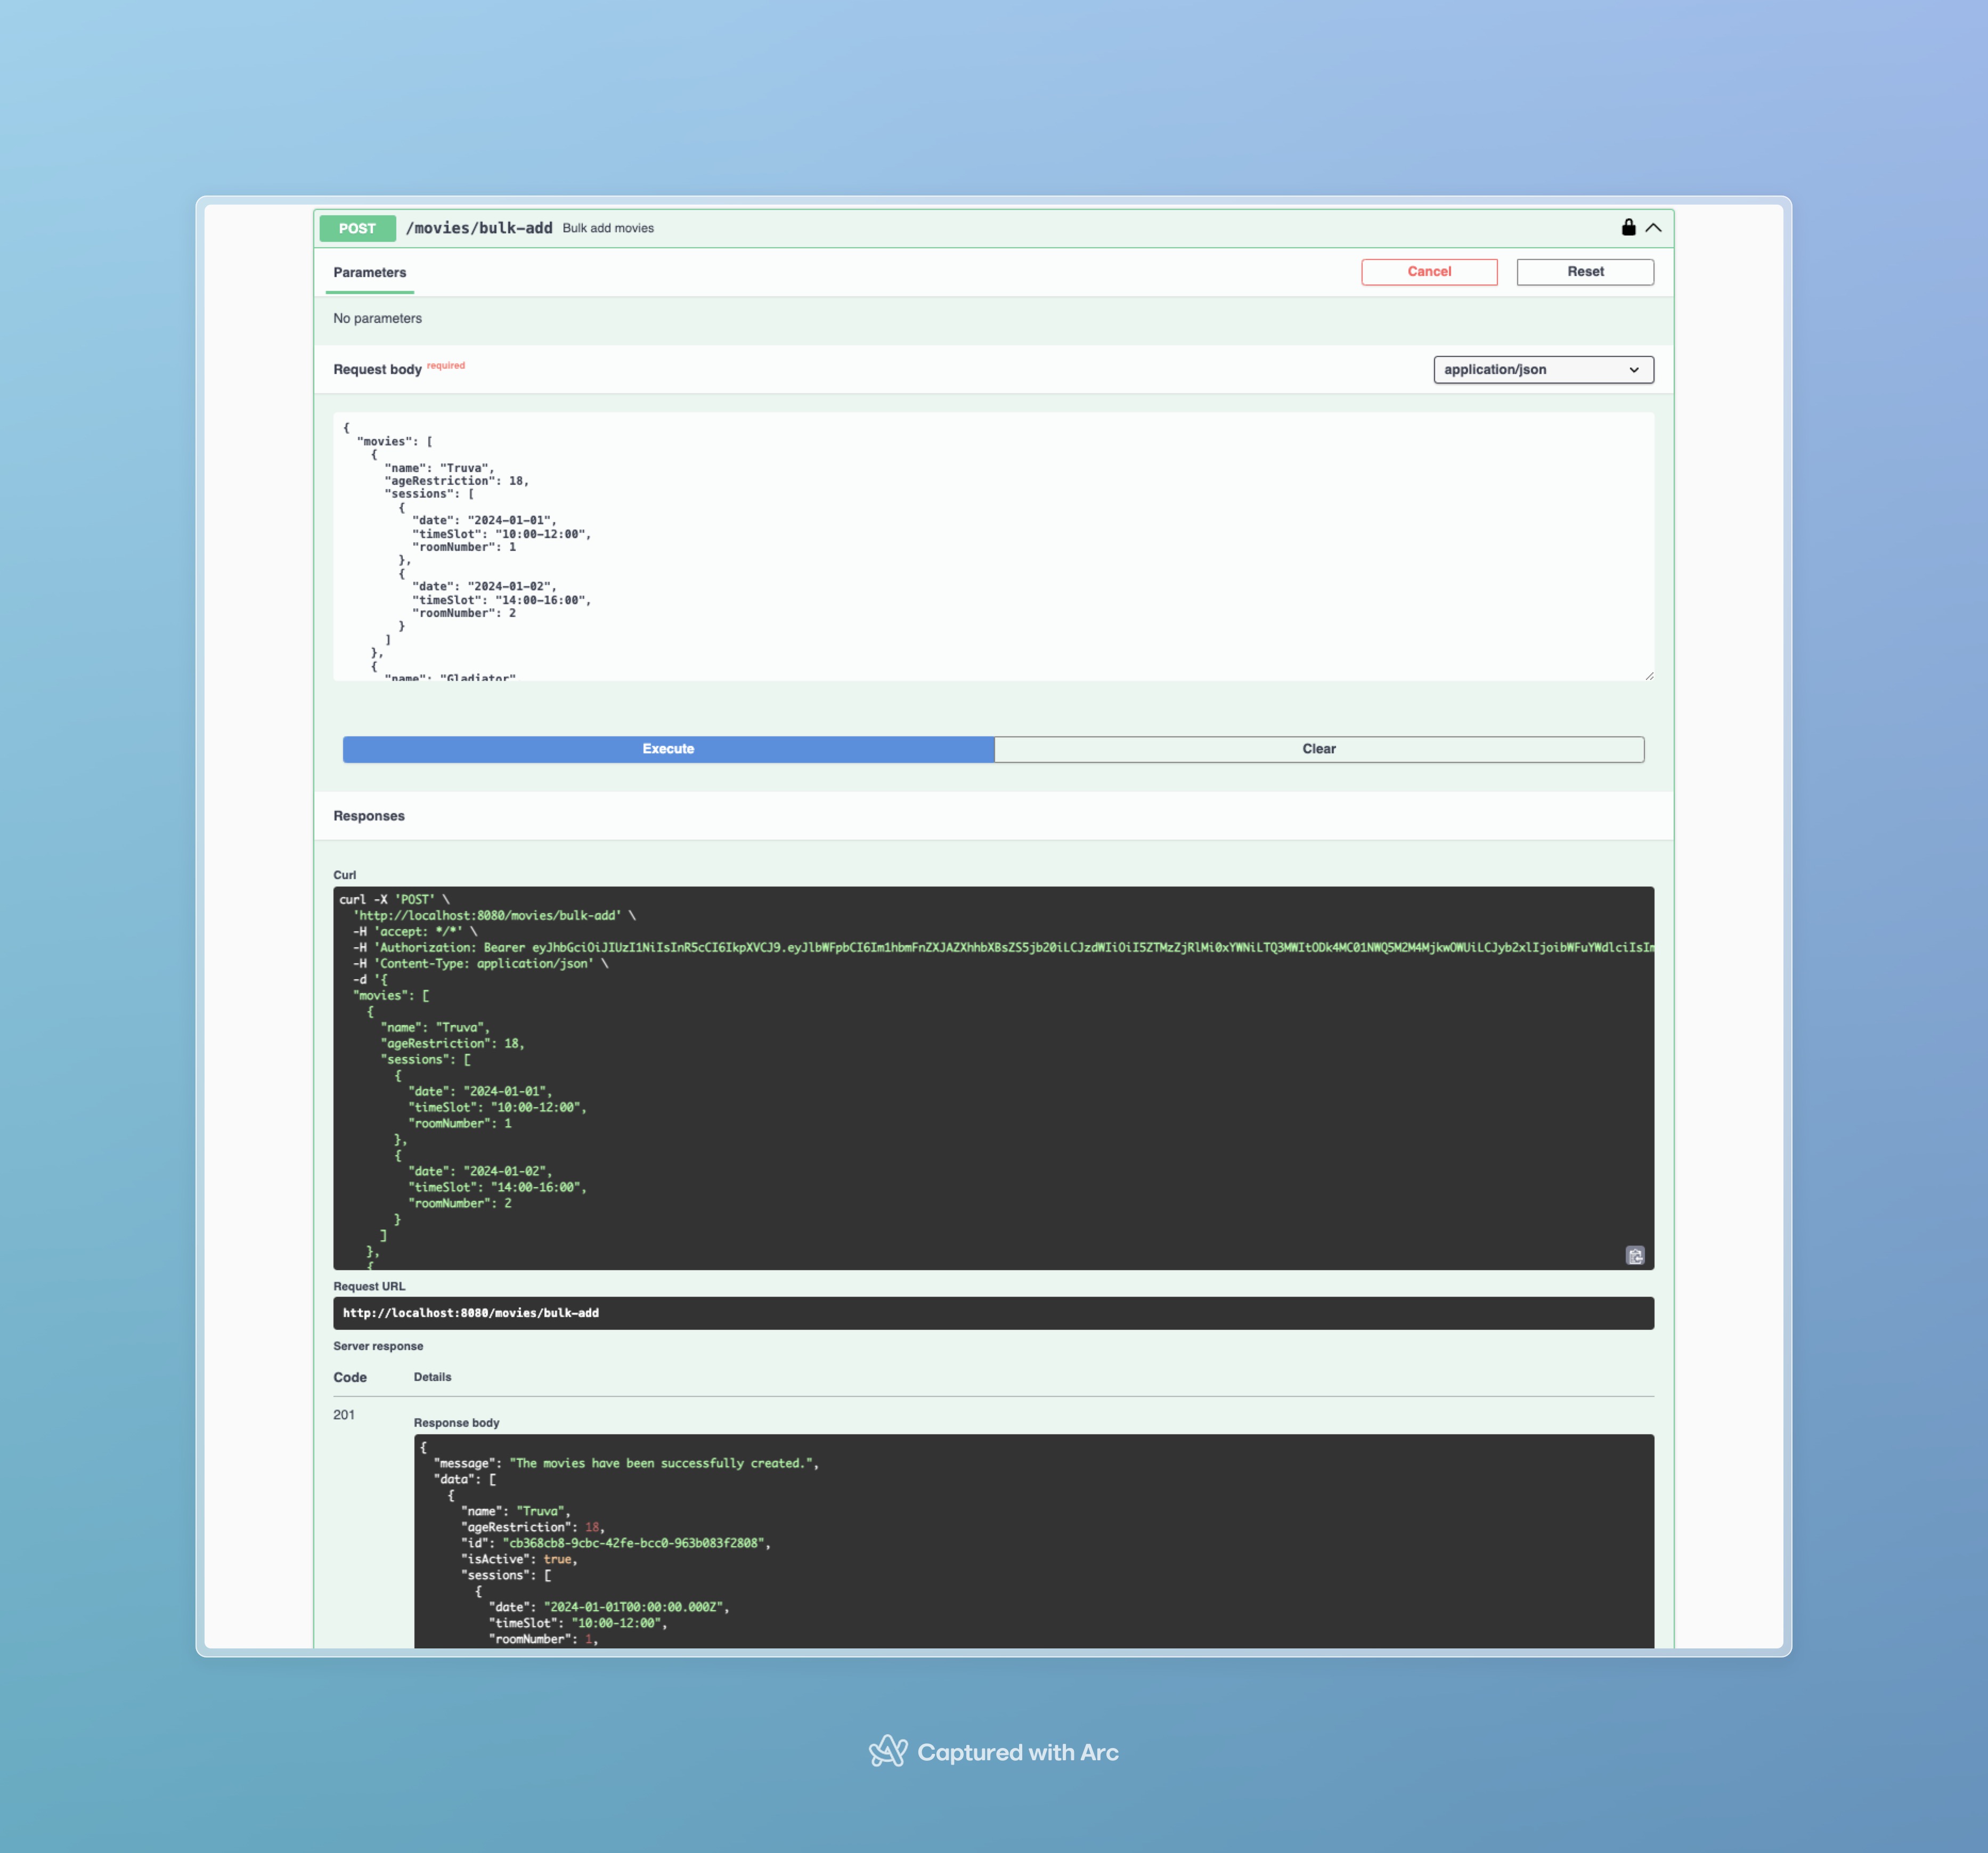 POST /movies/bulk-add Bulk add movies
Parameters
Cancel
Reset
No parameters
Request body required
application/json
{
  "movies": [
    {
      "name": "Truva",
      "ageRestriction": 18,
      "sessions": [
        {
          "date": "2024-01-01",
          "timeSlot": "10:00-12:00",
          "roomNumber": 1
        },
        {
          "date": "2024-01-02",
          "timeSlot": "14:00-16:00",
          "roomNumber": 2
        }
      ]
    },
    {
      "name": "Gladiator"
Execute
Clear
Responses
Curl
curl -X 'POST' \
  'http://localhost:8080/movies/bulk-add' \
  -H 'accept: */*' \
  -H 'Authorization: Bearer
  -H 'Content-Type: application/json' \
  -d '{
  "movies": [
    {
      "name": "Truva",
      "ageRestriction": 18,
      "sessions": [
        {
          "date": "2024-01-01",
          "timeSlot": "10:00-12:00",
          "roomNumber": 1
        },
        {
          "date": "2024-01-02",
          "timeSlot": "14:00-16:00",
          "roomNumber": 2
        }
      ]
    },
    {
Request URL
http://localhost:8080/movies/bulk-add
Server response
Code Details
201
Response body
{
  "message": "The movies have been successfully created.",
  "data": [
    {
      "name": "Truva",
      "ageRestriction": 18,
      "id": "cb368cb8-9cbc-42fe-bcc0-963b083f2808",
      "isActive": true,
      "sessions": [
        {
          "date": "2024-01-01T00:00:00.000Z",
          "timeSlot": "10:00-12:00",
          "roomNumber": 1,
Captured with Arc